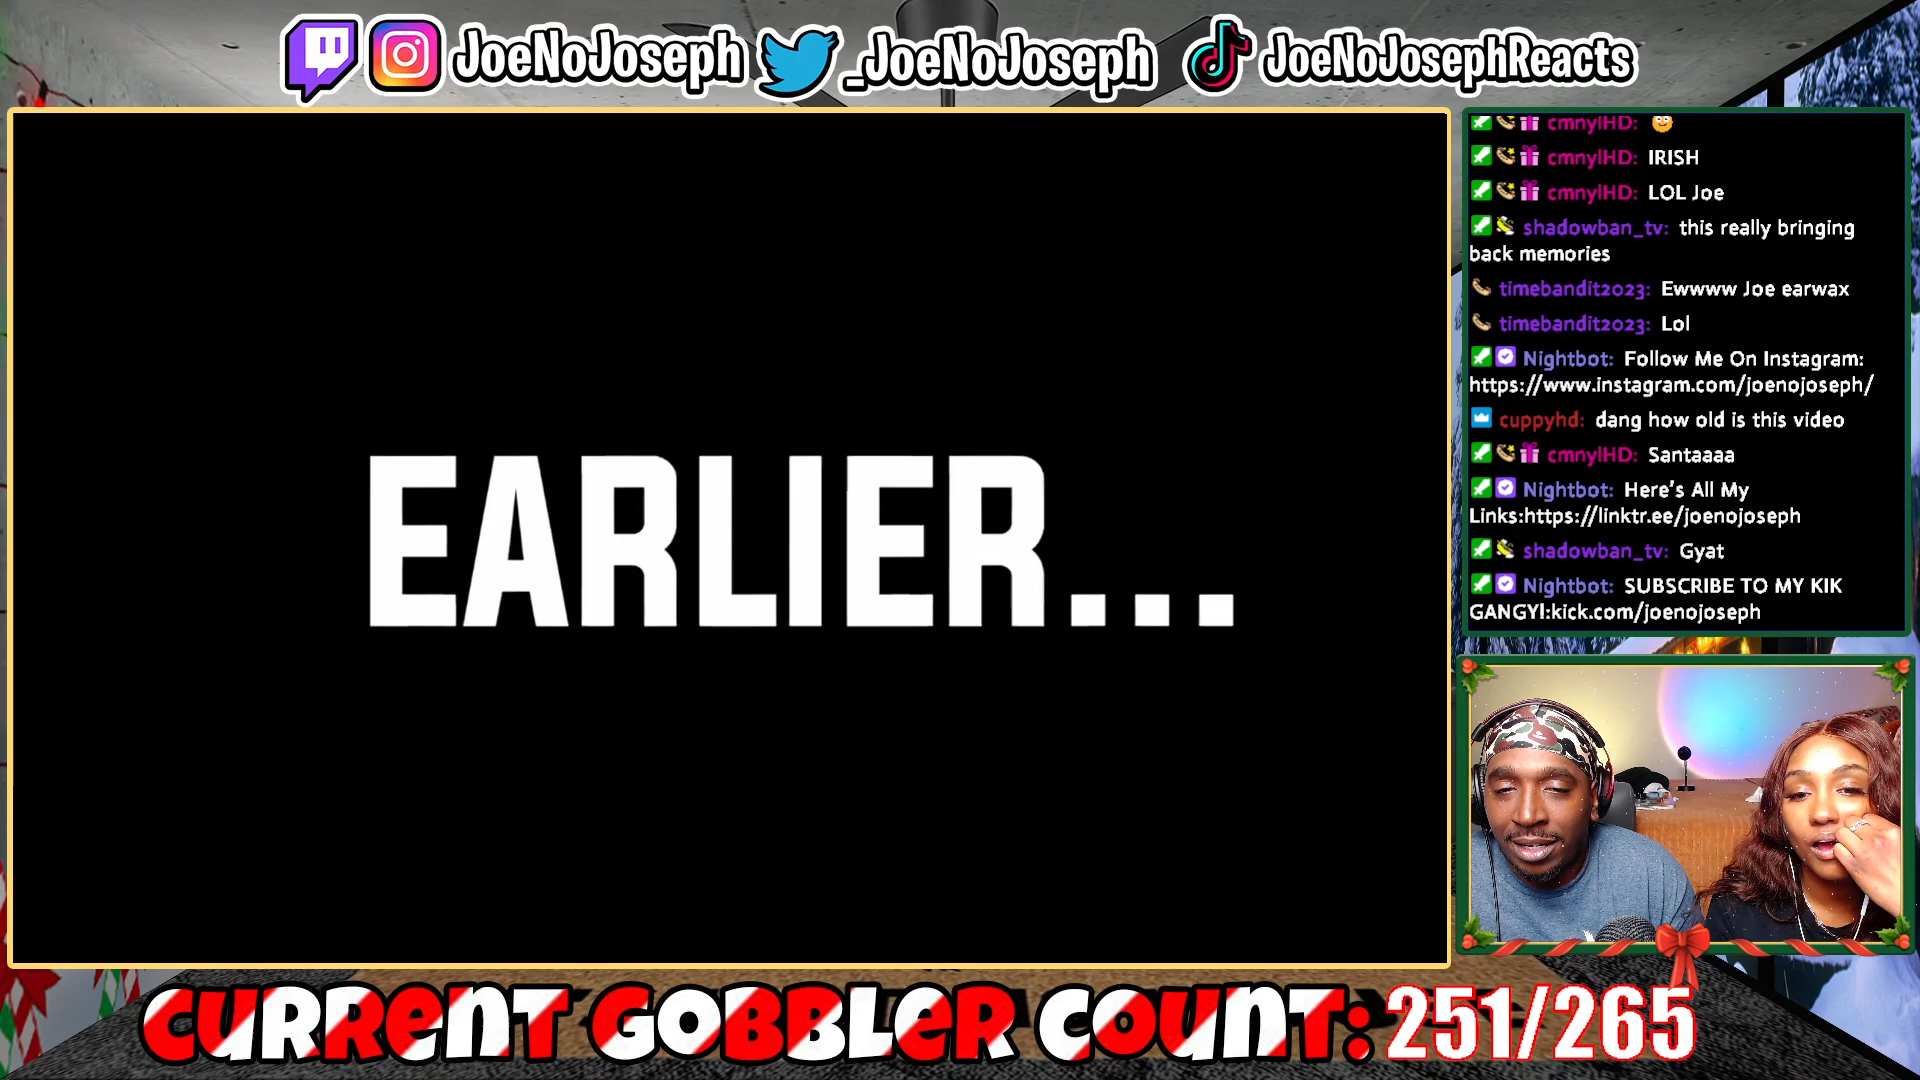 JoeNoJoseph _JoeNoJoseph JoeNoJosephReacts
cmnylHD:
cmnylHD: IRISH
cmnylHD: LOL Joe
shadowban_tv: this really bringing
back memories
timebandit2023: Ewwww Joe earwax
timebandit2023: Lol
Nightbot: Follow Me On Instagram:
https://www.instagram.com/joenojoseph/
cuppyhd: dang how old is this video
cmnylHD: Santaaaa
Nightbot: Here's All My
Links:https://linktr.ee/joenojoseph
shadowban_tv: Gyat
Nightbot: SUBSCRIBE TO MY KIK
GANGY!:kick.com/joenojoseph
EARLIER...
CURRENT GOBBLER COUNT: 251/265